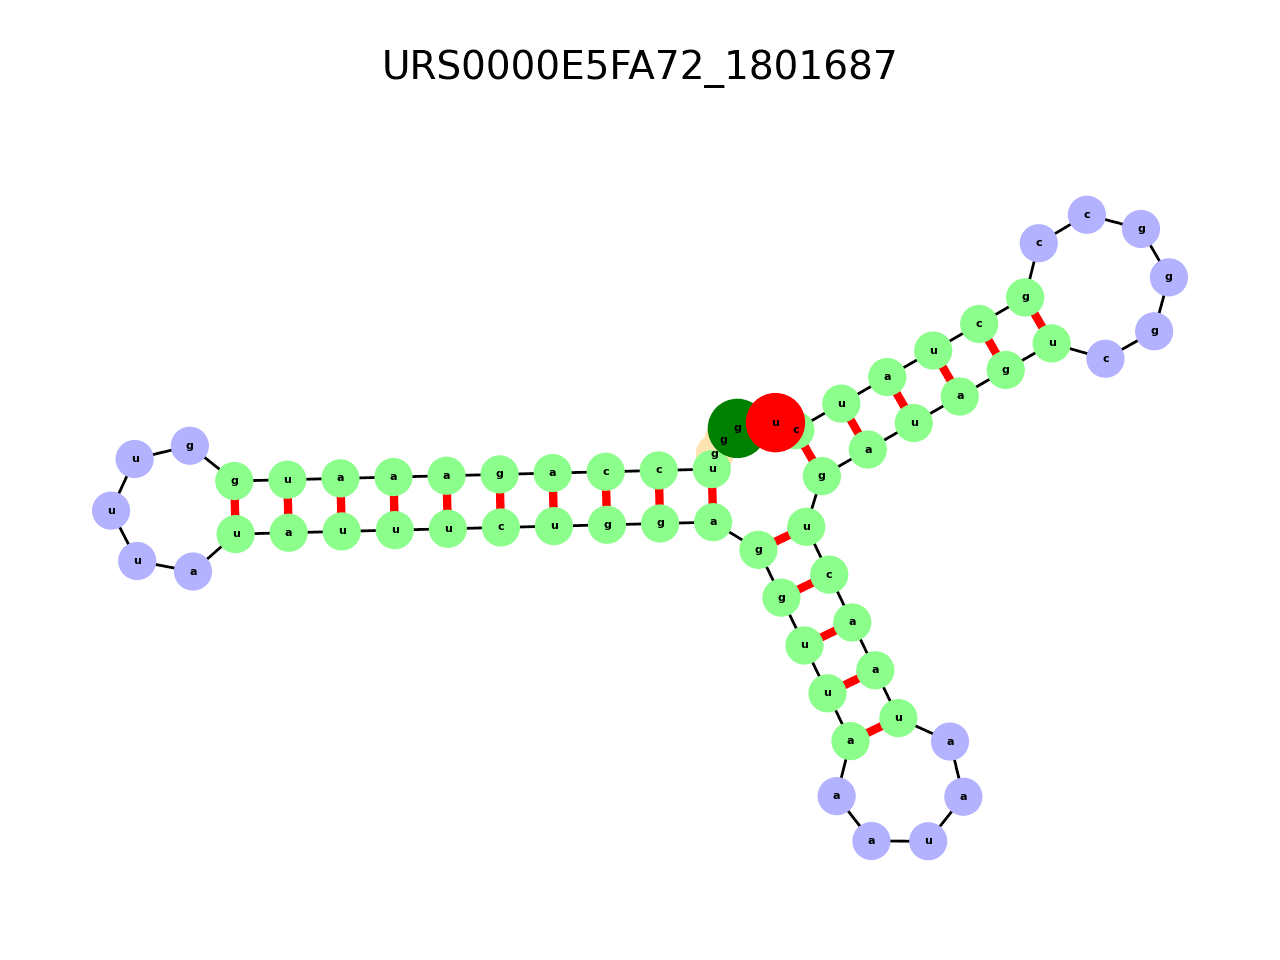 URS0000E5FA72_1801687
c c g g g c
c u a u c g
g a u a g u
g g g u
g u u u a
g u a a a g a c c u
u a u u u c u g g a
g g u u a
u c a a u
a a u a a